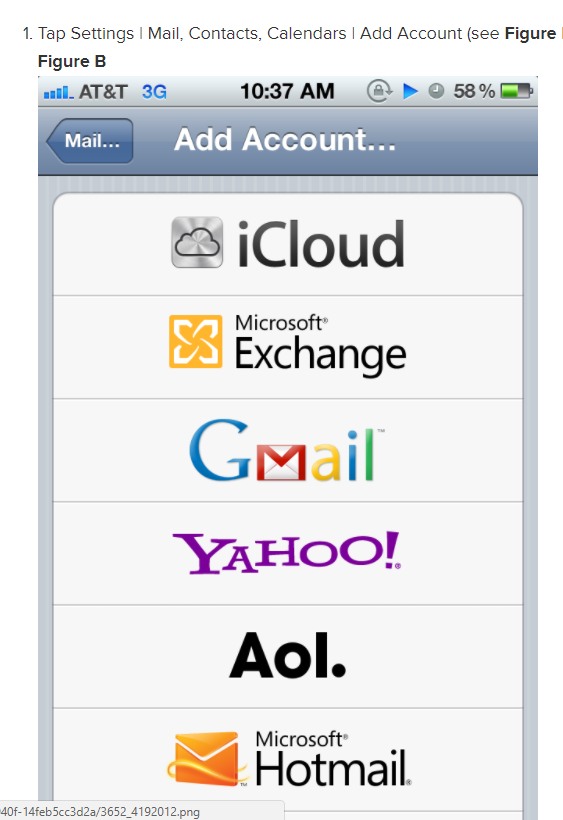 1. Tap Settings | Mail, Contacts, Calendars | Add Account (see Figure
Figure B
AT&T 3G 10:37 AM 58%
Mail... Add Account...
iCloud
Microsoft®
Exchange
Gmail™
YAHOO!®
Aol.
Microsoft®
Hotmail®
™
40f-14feb5cc3d2a/3652_4192012.png